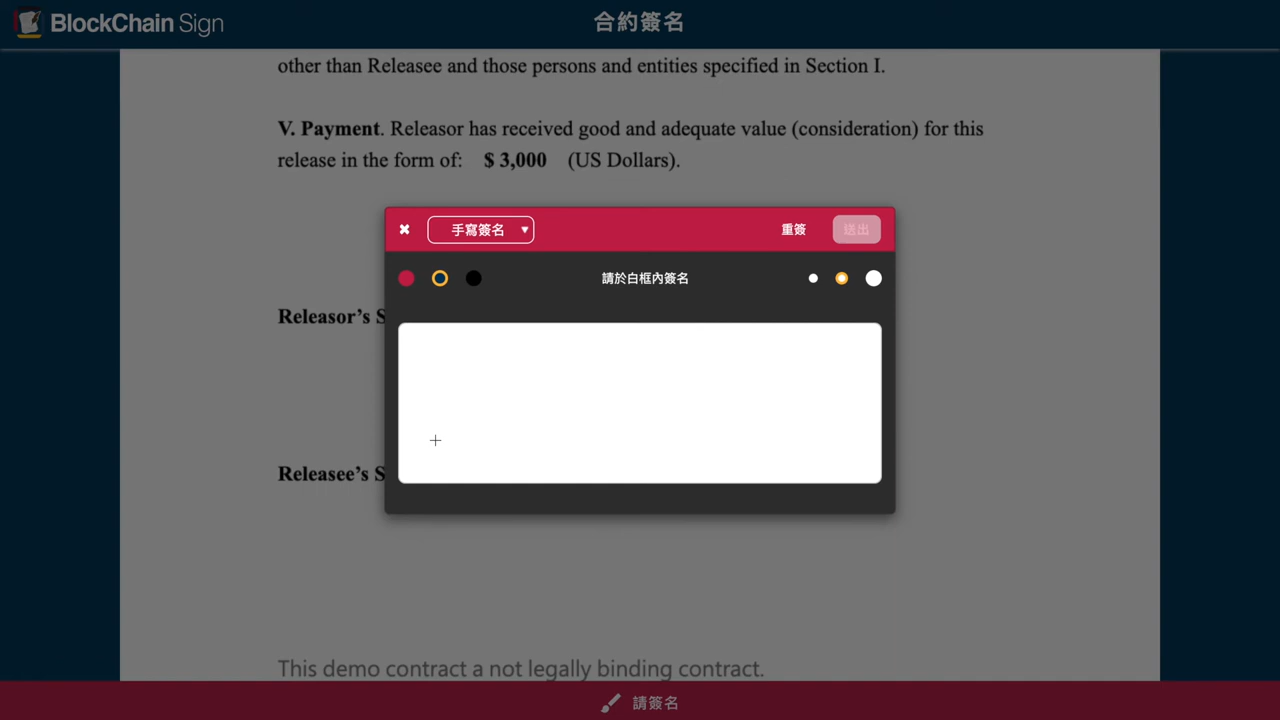 BlockChain Sign
合約簽名
other than Releasee and those persons and entities specified in Section I.
V. Payment. Releasor has received good and adequate value (consideration) for this
release in the form of: $ 3,000 (US Dollars).
手寫簽名
重簽
送出
請於白框內簽名
Releasor’s S
Releasee’s S
This demo contract a not legally binding contract.
請簽名